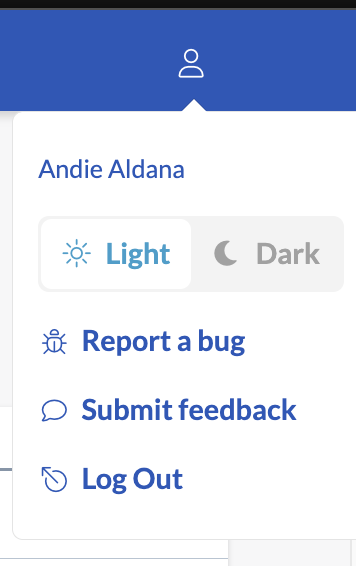 Andie Aldana
Light Dark
Report a bug
Submit feedback
Log Out